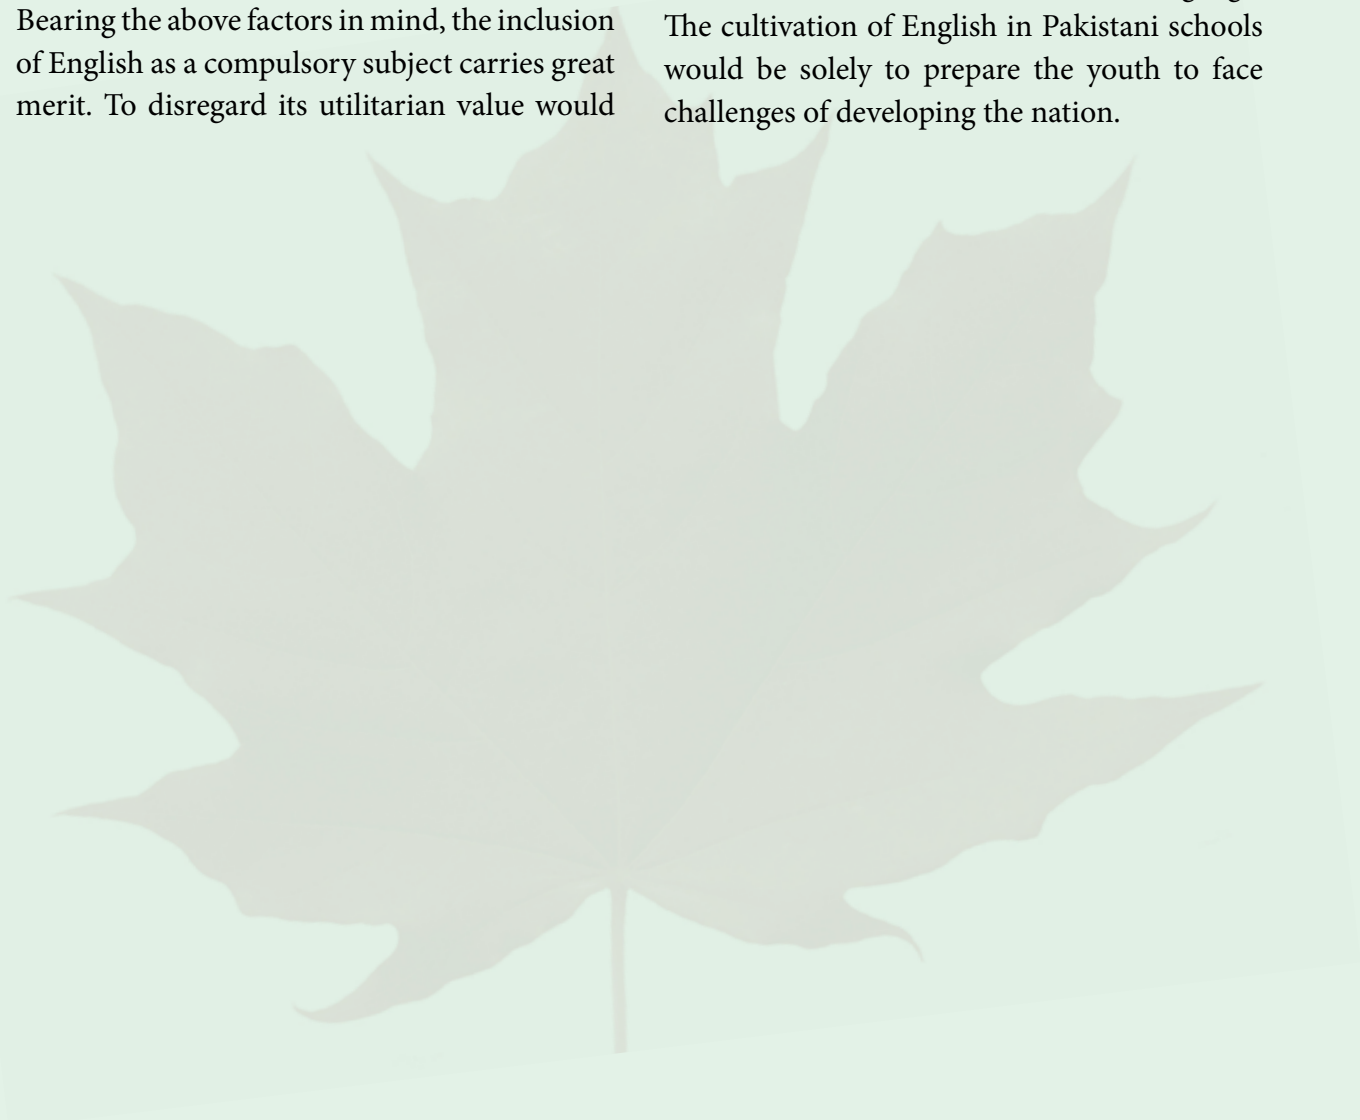 Bearing the above factors in mind, the inclusion
of English as a compulsory subject carries great
merit. To disregard its utilitarian value would
The cultivation of English in Pakistani schools
would be solely to prepare the youth to face
challenges of developing the nation.